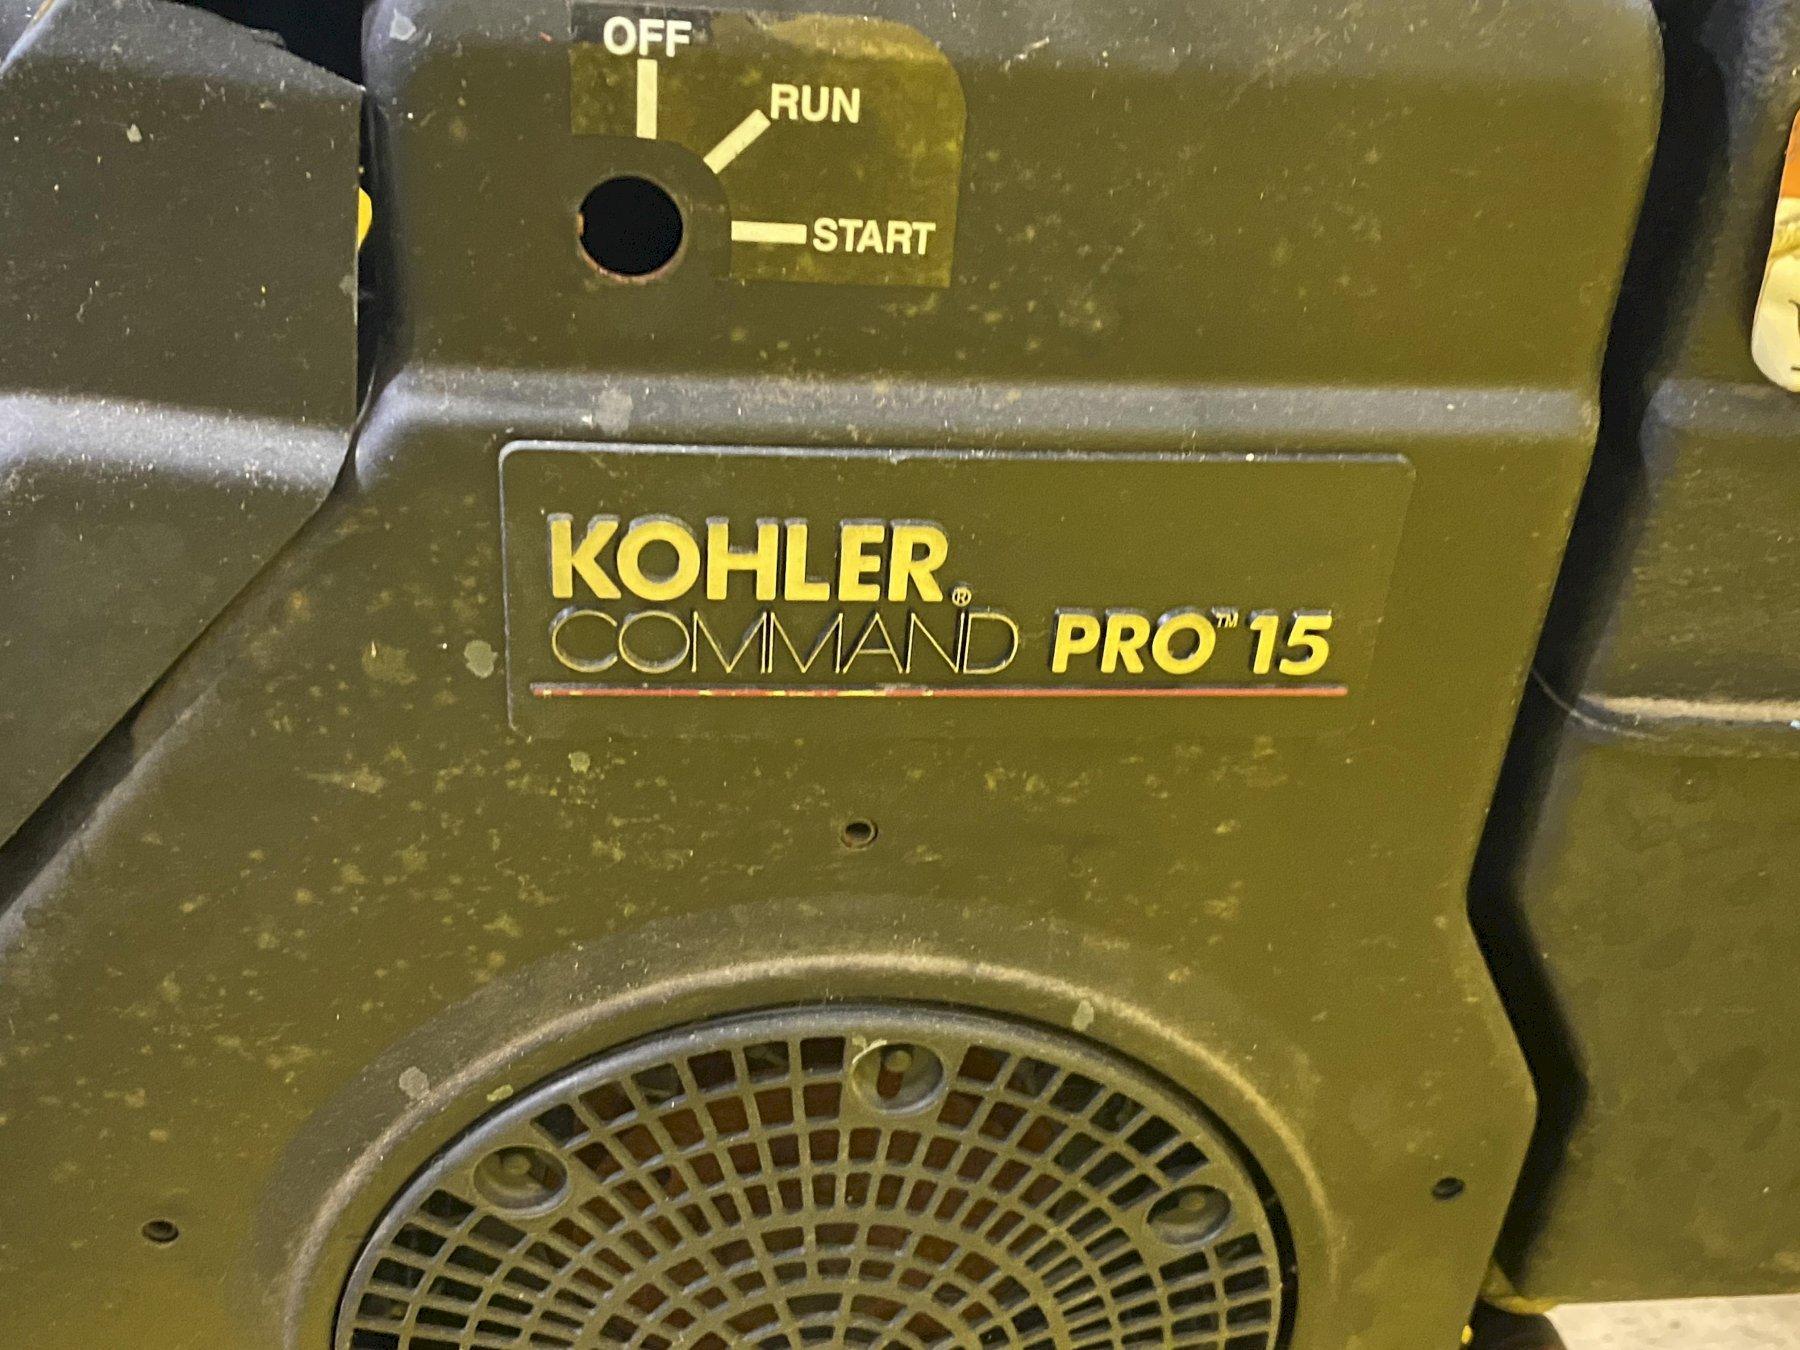 OFF
RUN
START
KOHLER®
COMMAND PRO™ 15